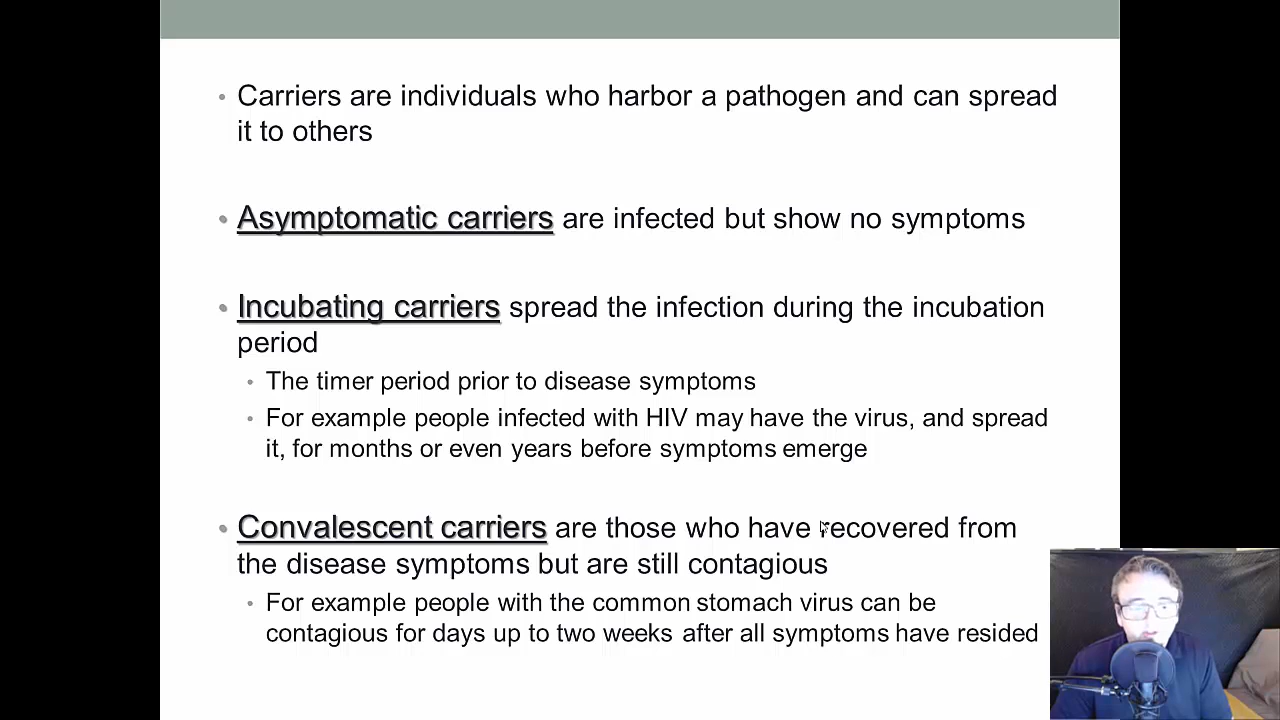 Carriers are individuals who harbor a pathogen and can spread
it to others
Asymptomatic carriers are infected but show no symptoms
Incubating carriers spread the infection during the incubation
period
The timer period prior to disease symptoms
For example people infected with HIV may have the virus, and spread
it, for months or even years before symptoms emerge
Convalescent carriers are those who have recovered from
the disease symptoms but are still contagious
For example people with the common stomach virus can be
contagious for days up to two weeks after all symptoms have resided